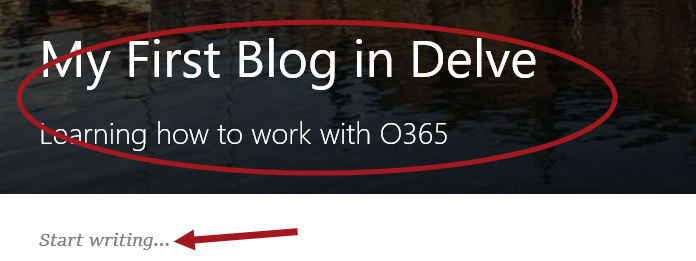 My First Blog in Delve
Learning how to work with O365
Start writing...